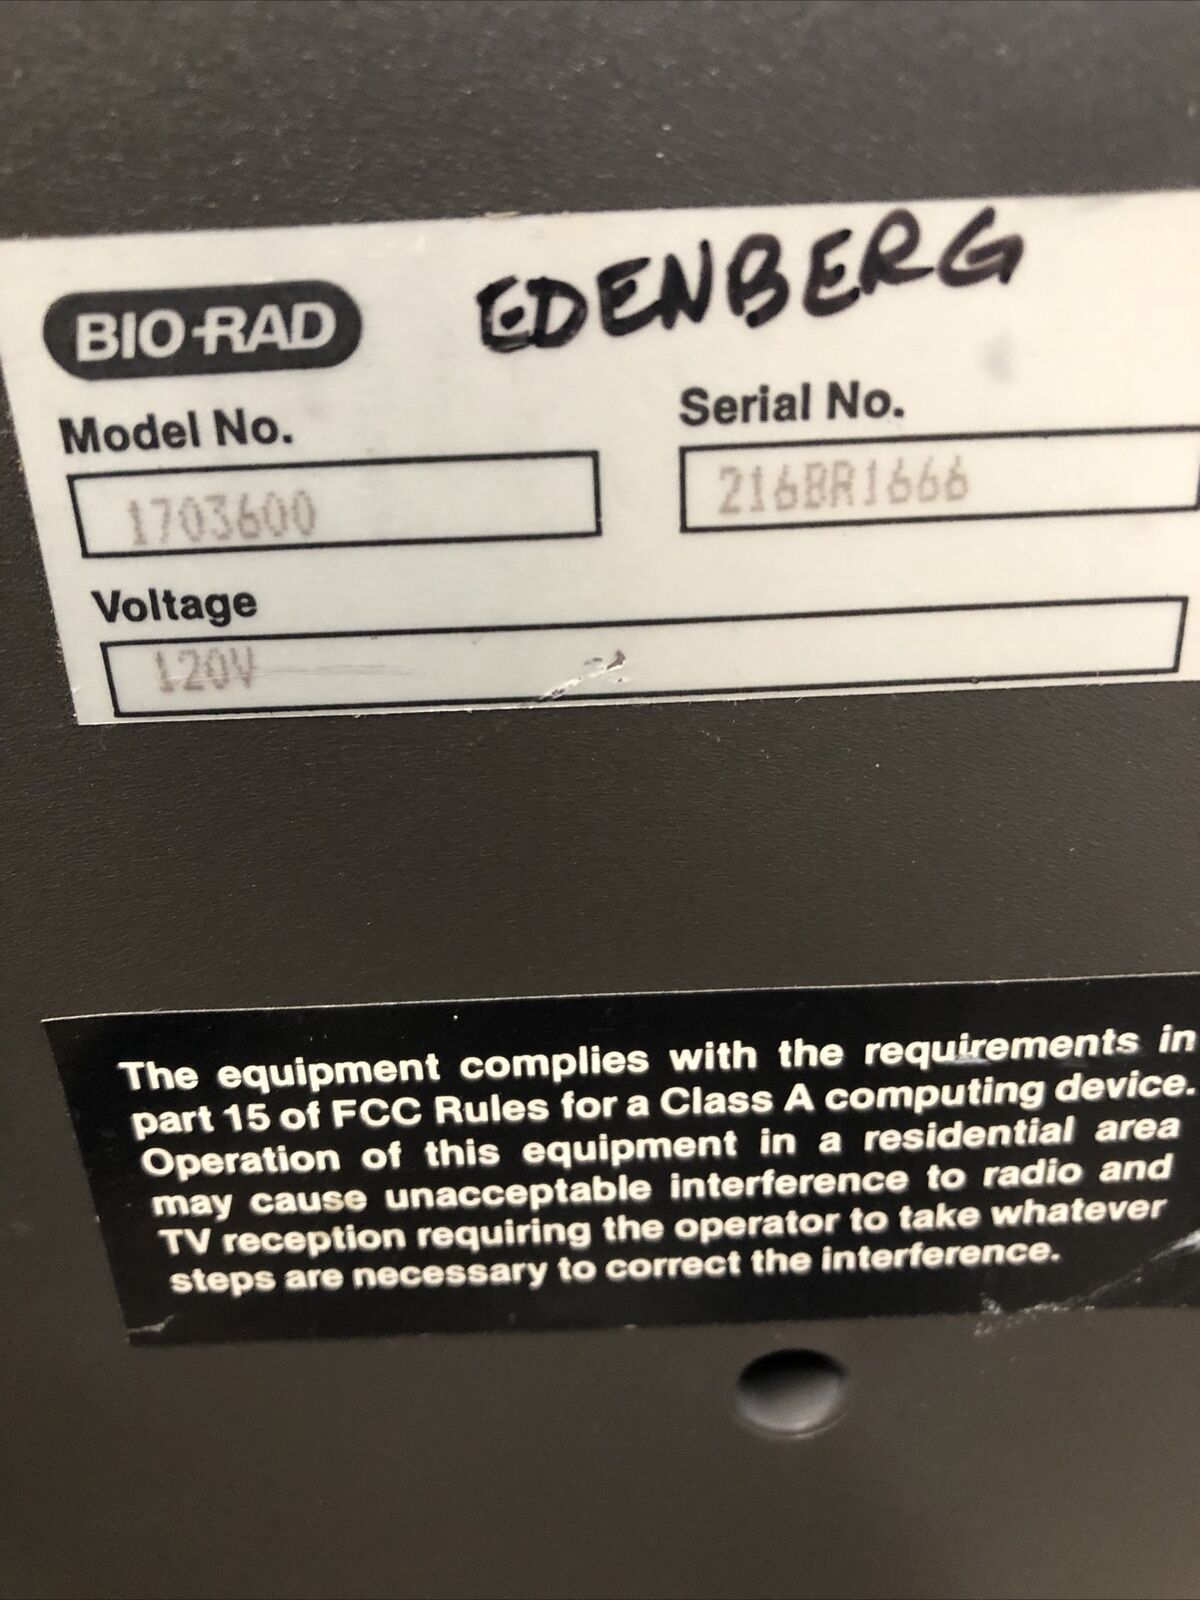 BIO-RAD EDENBERG
Model No. Serial No.
1703600 216BR1666
Voltage
120V
The equipment complies with the requirements in
part 15 of FCC Rules for a Class A computing device.
Operation of this equipment in a residential area
may cause unacceptable interference to radio and
TV reception requiring the operator to take whatever
steps are necessary to correct the interference.